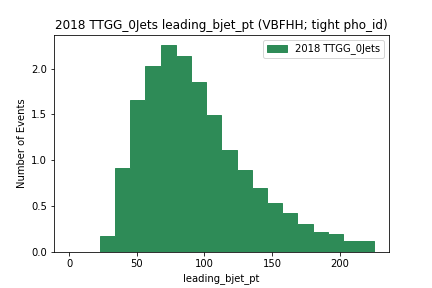 2018 TTGG_0Jets leading_bjet_pt (VBFHH; tight pho_id)
2018 TTGG_0Jets
Number of Events
2.0
1.5
1.0
0.5
0.0
0 50 100 150 200
leading_bjet_pt